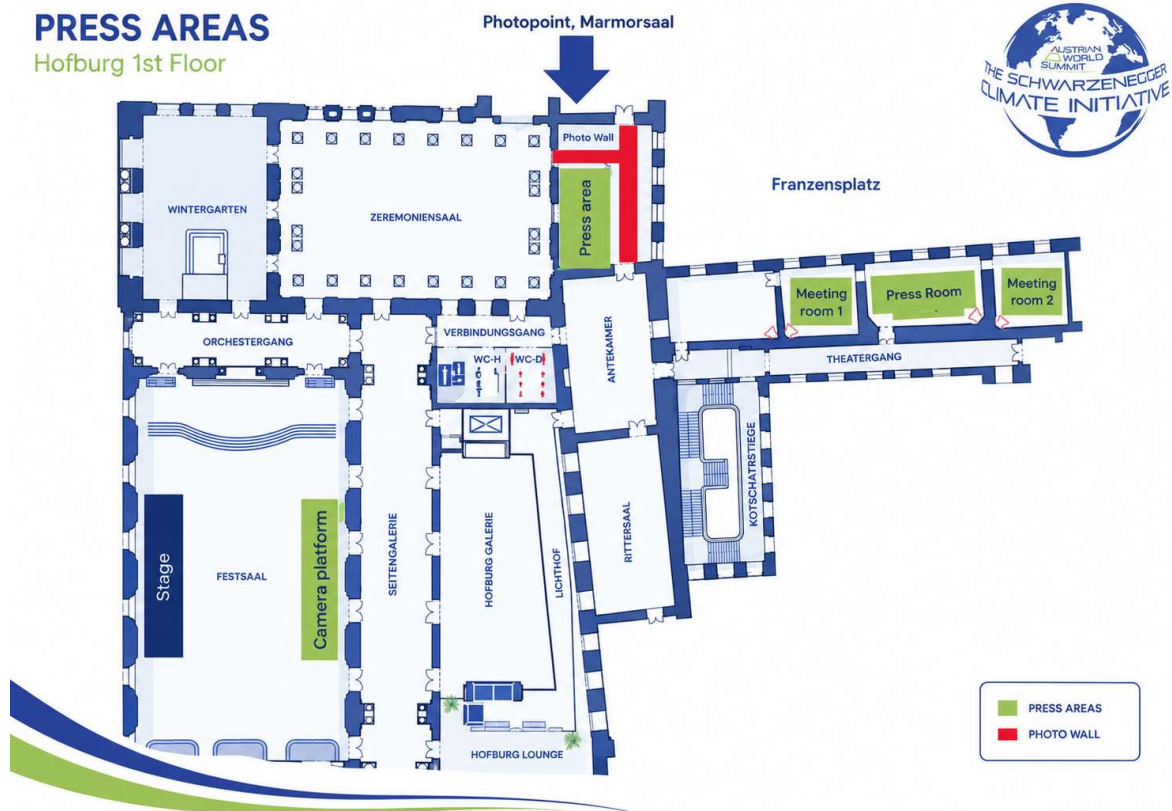 PRESS AREAS
Hofburg 1st Floor
Photopoint, Marmorsaal
AUSTRIAN
WORLD
SUMMIT
THE SCHWARZENEGGER
CLIMATE INITIATIVE
Photo Wall
Press area
Franzensplatz
WINTERGARTEN
ZEREMONIENSAAL
Meeting
room 1
Press Room
Meeting
room 2
ORCHESTERGANG
VERBINDUNGSGANG
WC-H
WC-D
ANTEKAMMER
THEATERGANG
KOTSCHATRSTIEGE
Stage
FESTSAAL
Camera platform
SEITENGALERIE
HOFBURG GALERIE
LICHTHOF
RITTERSAAL
HOFBURG LOUNGE
PRESS AREAS
PHOTO WALL